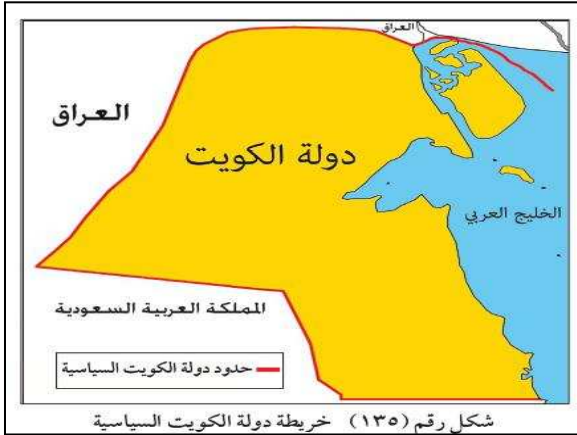 العراق
العراق
دولة الكويت
الخليج العربي
المملكة العربية السعودية
حدود دولة الكويت السياسية
شكل رقم (١٣٥) خريطة دولة الكويت السياسية